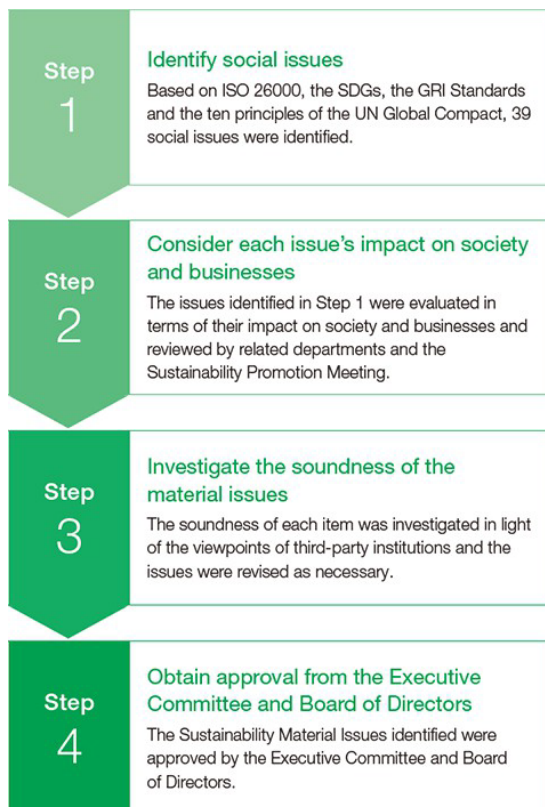 Step
1
Identify social issues
Based on ISO 26000, the SDGs, the GRI Standards
and the ten principles of the UN Global Compact, 39
social issues were identified.
Step
2
Consider each issue's impact on society
and businesses
The issues identified in Step 1 were evaluated in
terms of their impact on society and businesses and
reviewed by related departments and the
Sustainability Promotion Meeting.
Step
3
Investigate the soundness of the
material issues
The soundness of each item was investigated in light
of the viewpoints of third-party institutions and the
issues were revised as necessary.
Step
4
Obtain approval from the Executive
Committee and Board of Directors
The Sustainability Material Issues identified were
approved by the Executive Committee and Board
of Directors.